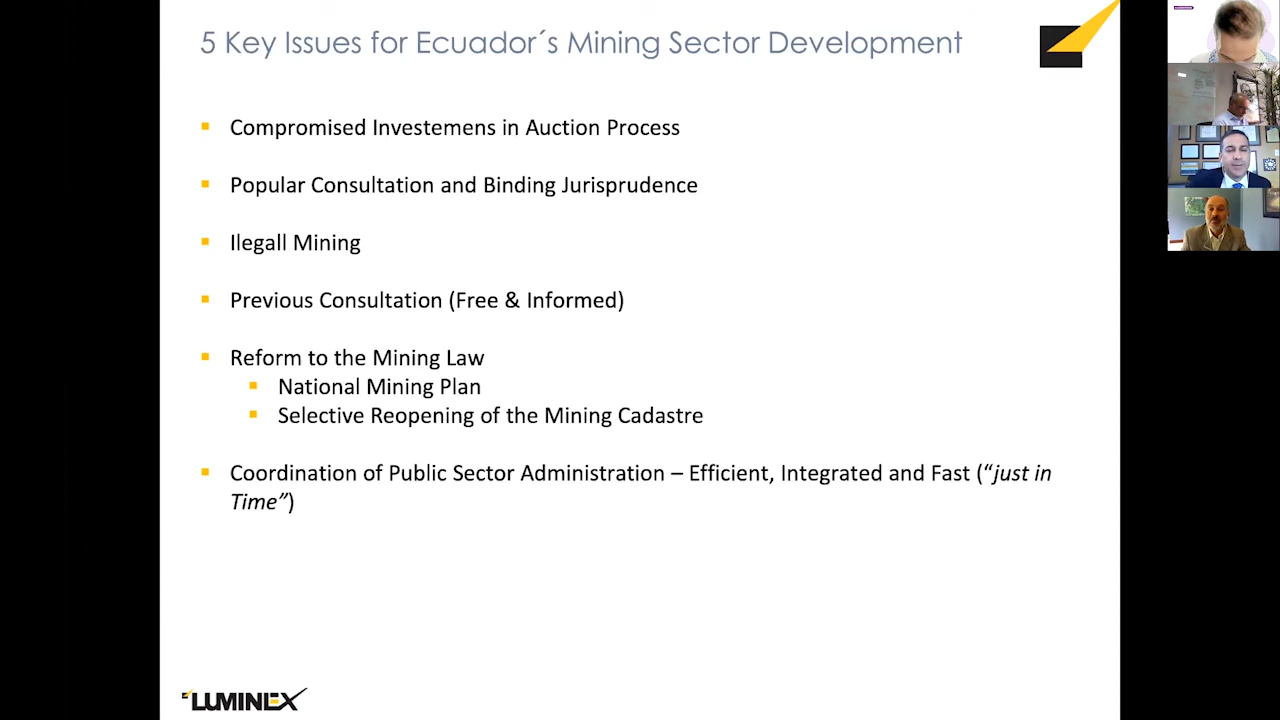 5 Key Issues for Ecuador´s Mining Sector Development
Compromised Investemens in Auction Process
Popular Consultation and Binding Jurisprudence
Ilegall Mining
Previous Consultation (Free & Informed)
Reform to the Mining Law
National Mining Plan
Selective Reopening of the Mining Cadastre
Coordination of Public Sector Administration – Efficient, Integrated and Fast (“just in
Time”)
LUMINEX